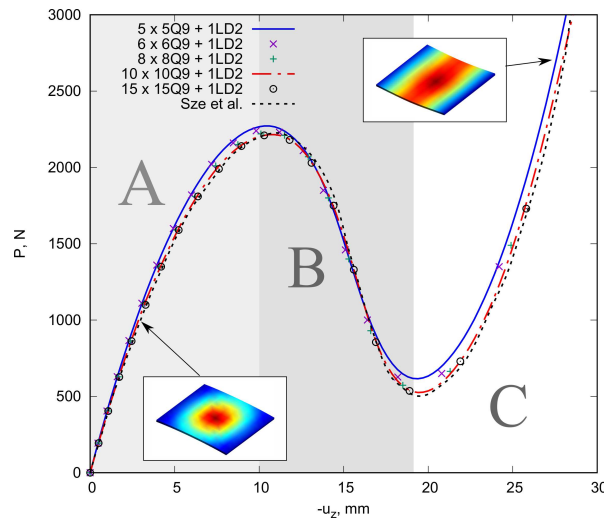 5 x 5Q9 + 1LD2
6 x 6Q9 + 1LD2
8 x 8Q9 + 1LD2
10 x 10Q9 + 1LD2
15 x 15Q9 + 1LD2
Sze et al.
A
B
C
P, N
3000
2500
2000
1500
1000
500
0
0 5 10 15 20 25 30
-u_z, mm